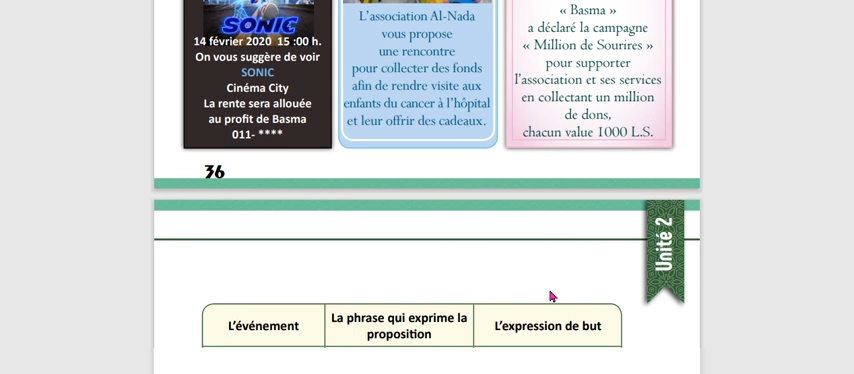 SONIC
14 février 2020  15 :00 h.
On vous suggère de voir
SONIC
Cinéma City
La rente sera allouée
au profit de Basma
011- ****
L'association Al-Nada
vous propose
une rencontre
pour collecter des fonds
afin de rendre visite aux
enfants du cancer à l'hôpital
et leur offrir des cadeaux.
« Basma »
a déclaré la campagne
« Million de Sourires »
pour supporter
l'association et ses services
en collectant un million
de dons,
chacun value 1000 L.S.
36
Unité 2
L'événement
La phrase qui exprime la
proposition
L'expression de but